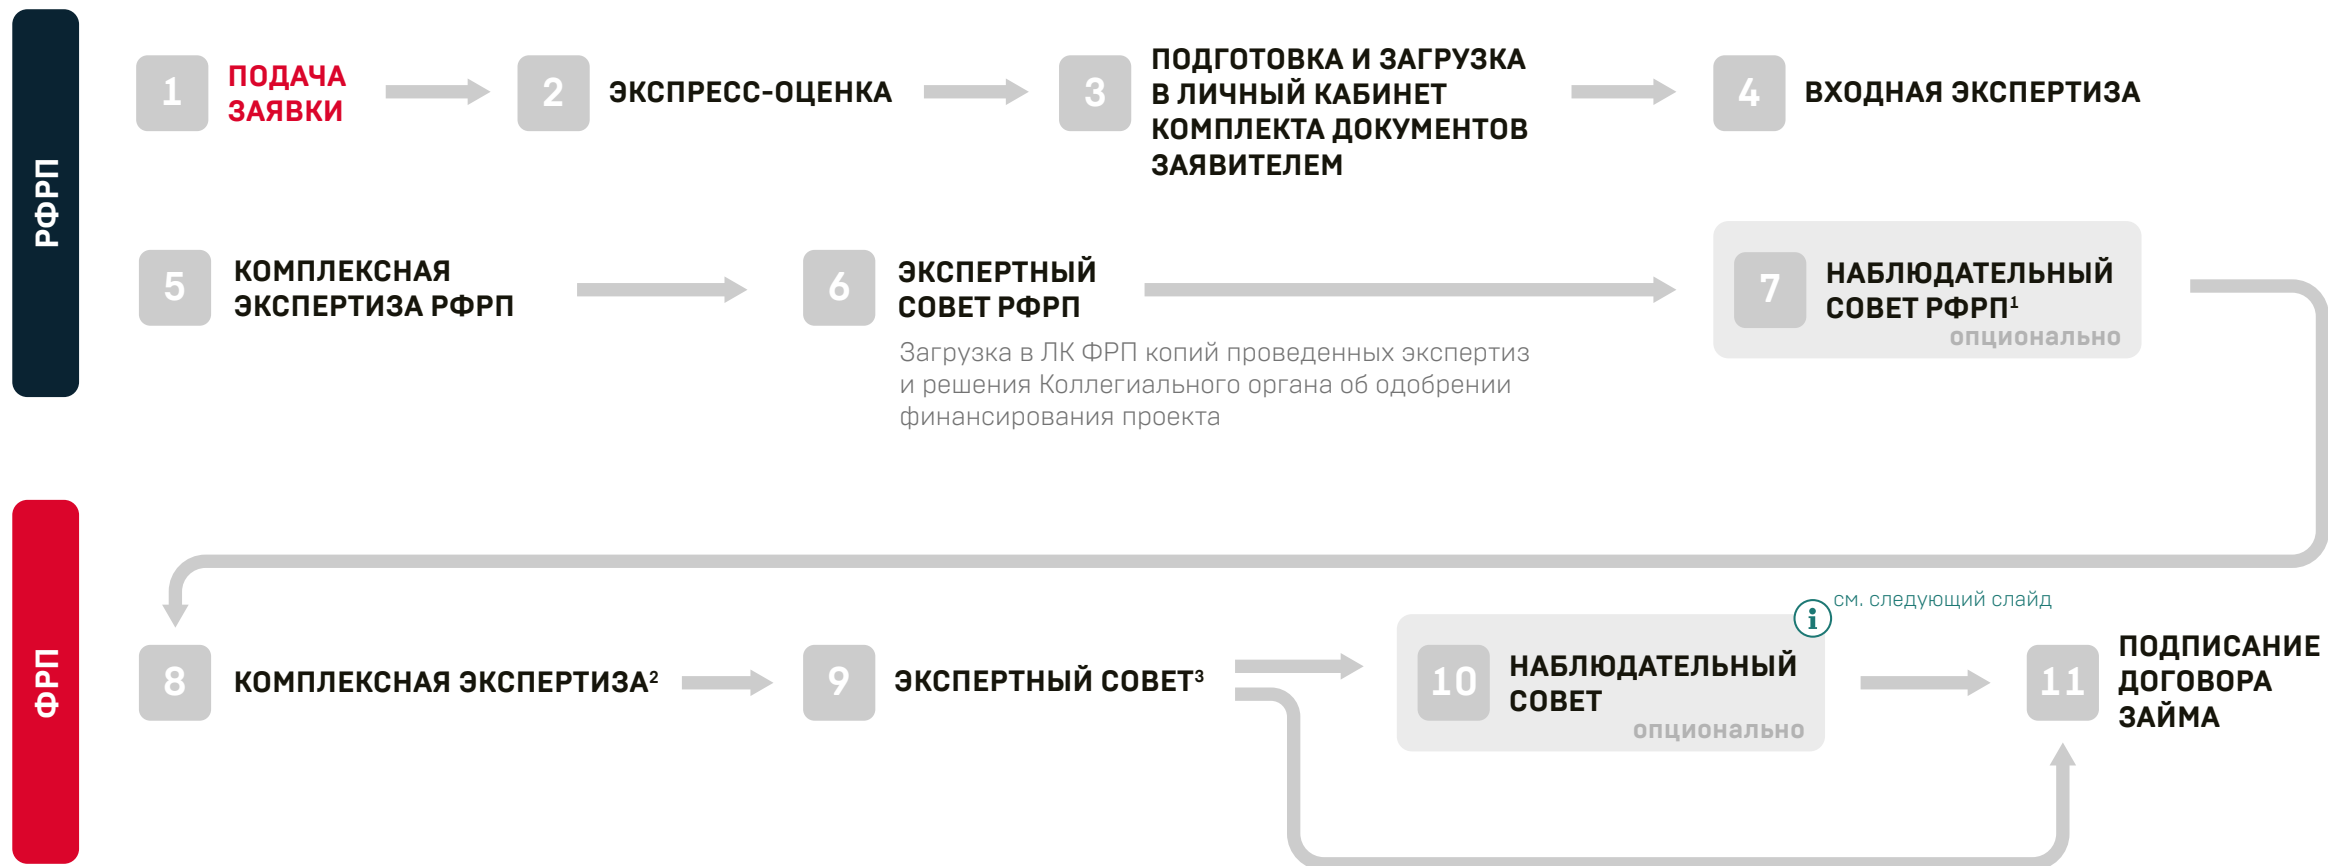 РФРП
1
ПОДАЧА
ЗАЯВКИ
2
ЭКСПРЕСС-ОЦЕНКА
3
ПОДГОТОВКА И ЗАГРУЗКА
В ЛИЧНЫЙ КАБИНЕТ
КОМПЛЕКТА ДОКУМЕНТОВ
ЗАЯВИТЕЛЕМ
4
ВХОДНАЯ ЭКСПЕРТИЗА
5
КОМПЛЕКСНАЯ
ЭКСПЕРТИЗА РФРП
6
ЭКСПЕРТНЫЙ
СОВЕТ РФРП
Загрузка в ЛК ФРП копий проведенных экспертиз
и решения Коллегиального органа об одобрении
финансирования проекта
7
НАБЛЮДАТЕЛЬНЫЙ
СОВЕТ РФРП¹
опционально
ФРП
8
КОМПЛЕКСНАЯ ЭКСПЕРТИЗА²
9
ЭКСПЕРТНЫЙ СОВЕТ³
i
см. следующий слайд
10
НАБЛЮДАТЕЛЬНЫЙ
СОВЕТ
опционально
11
ПОДПИСАНИЕ
ДОГОВОРА
ЗАЙМА